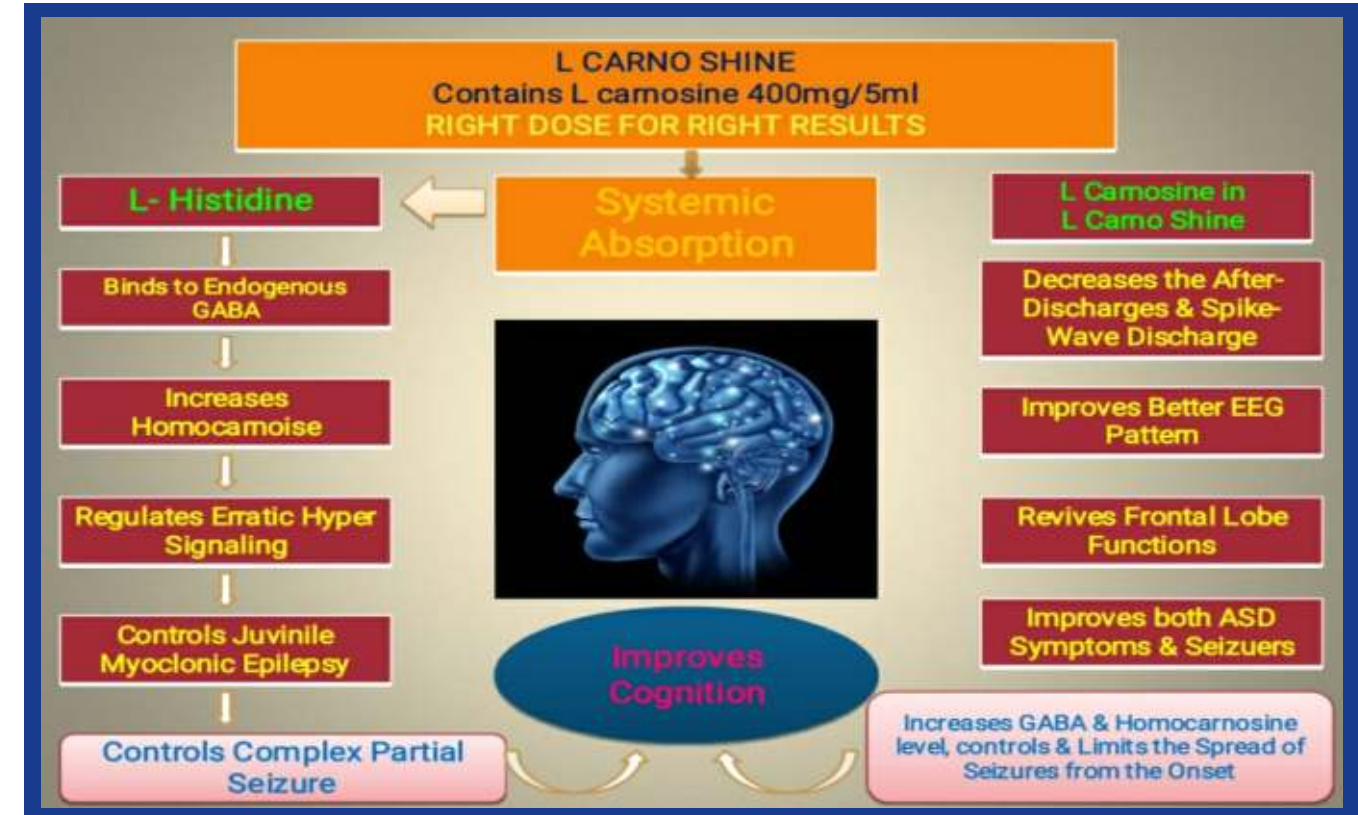 L CARNO SHINE
Contains L carnosine 400mg/5ml
RIGHT DOSE FOR RIGHT RESULTS
L- Histidine
Systemic
Absorption
L Carnosine in
L Carno Shine
Binds to Endogenous
GABA
Decreases the After-
Discharges & Spike-
Wave Discharge
Increases
Homocarnoise
Improves Better EEG
Pattern
Regulates Erratic Hyper
Signaling
Revives Frontal Lobe
Functions
Controls Juvinile
Myoclonic Epilepsy
Improves both ASD
Symptoms & Seizuers
Improves
Cognition
Controls Complex Partial
Seizure
Increases GABA & Homocarnosine
level, controls & Limits the Spread of
Seizures from the Onset